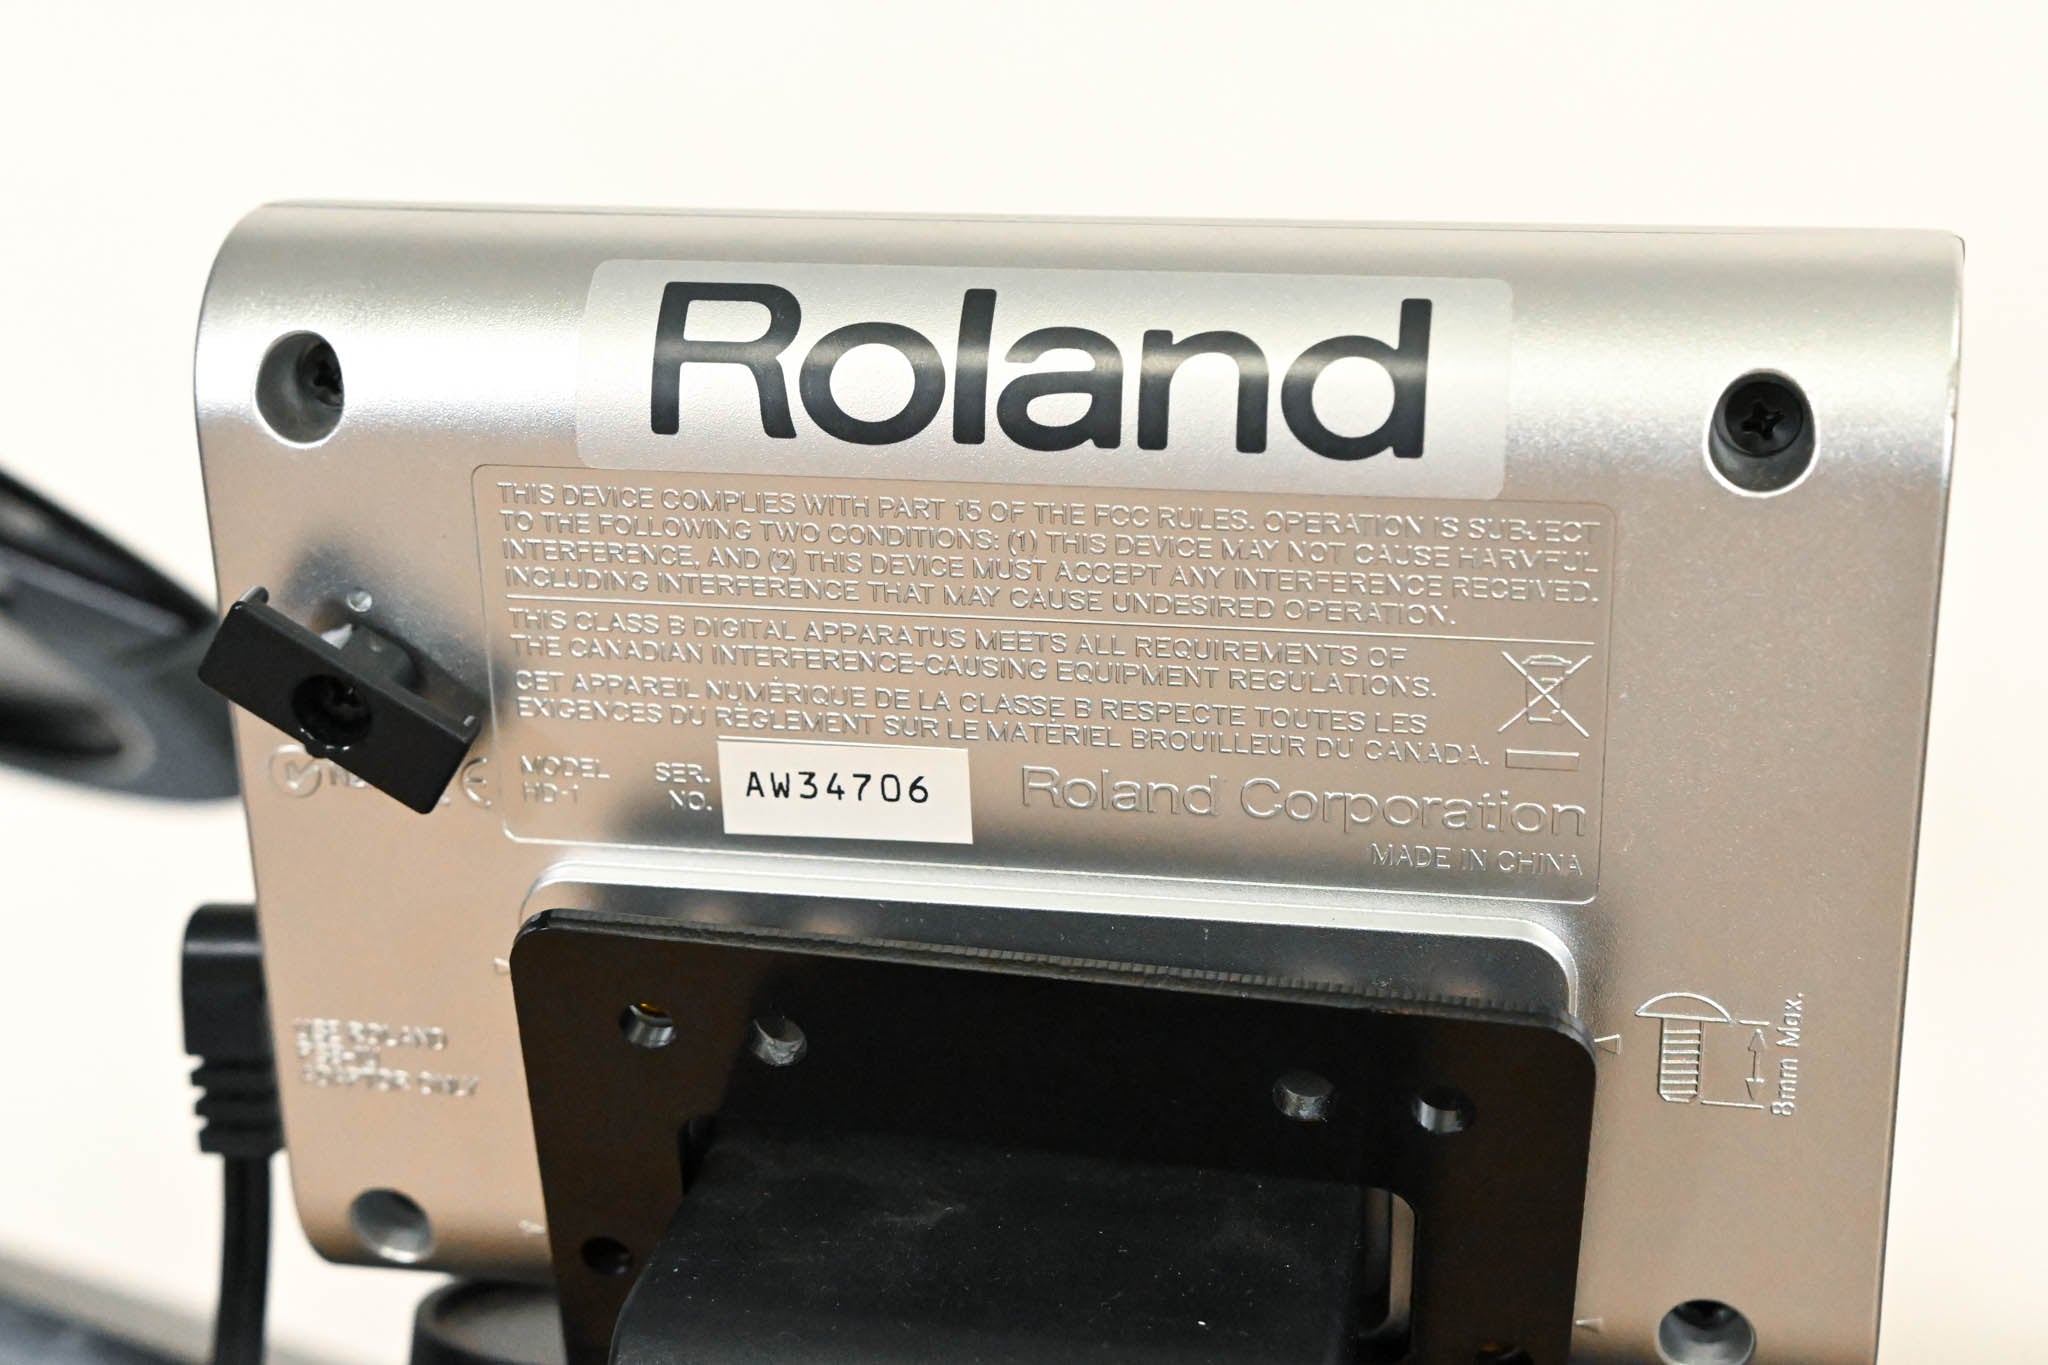 Roland
THIS DEVICE COMPLIES WITH PART 15 OF THE FCC RULES. OPERATION IS SUBJECT
TO THE FOLLOWING TWO CONDITIONS: (1) THIS DEVICE MAY NOT CAUSE HARMFUL
INTERFERENCE, AND (2) THIS DEVICE MUST ACCEPT ANY INTERFERENCE RECEIVED,
INCLUDING INTERFERENCE THAT MAY CAUSE UNDESIRED OPERATION.
THIS CLASS B DIGITAL APPARATUS MEETS ALL REQUIREMENTS OF
THE CANADIAN INTERFERENCE-CAUSING EQUIPMENT REGULATIONS.
CET APPAREIL NUMÉRIQUE DE LA CLASSE B RESPECTE TOUTES LES
EXIGENCES DU RÈGLEMENT SUR LE MATÉRIEL BROUILLEUR DU CANADA.
MODEL
HD-1
SER.
NO.
AW34706
Roland Corporation
MADE IN CHINA
USE ROLAND
ADAPTOR ONLY
8mm Max.